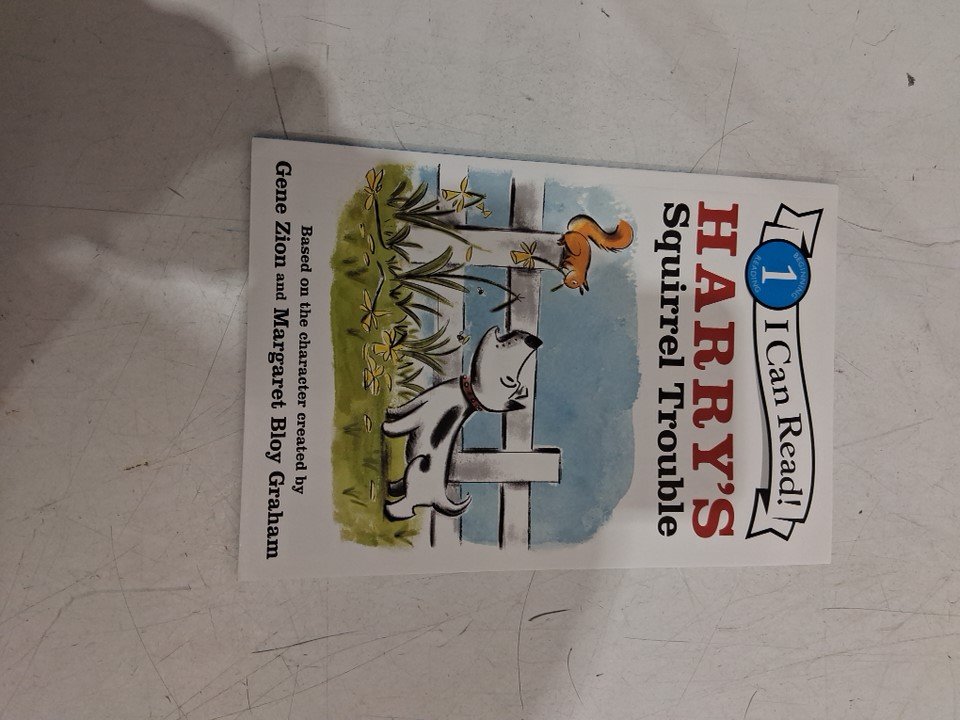 I Can Read!
BEGINNING
1
READING
HARRY'S
Squirrel Trouble
Based on the character created by
Gene Zion and Margaret Bloy Graham